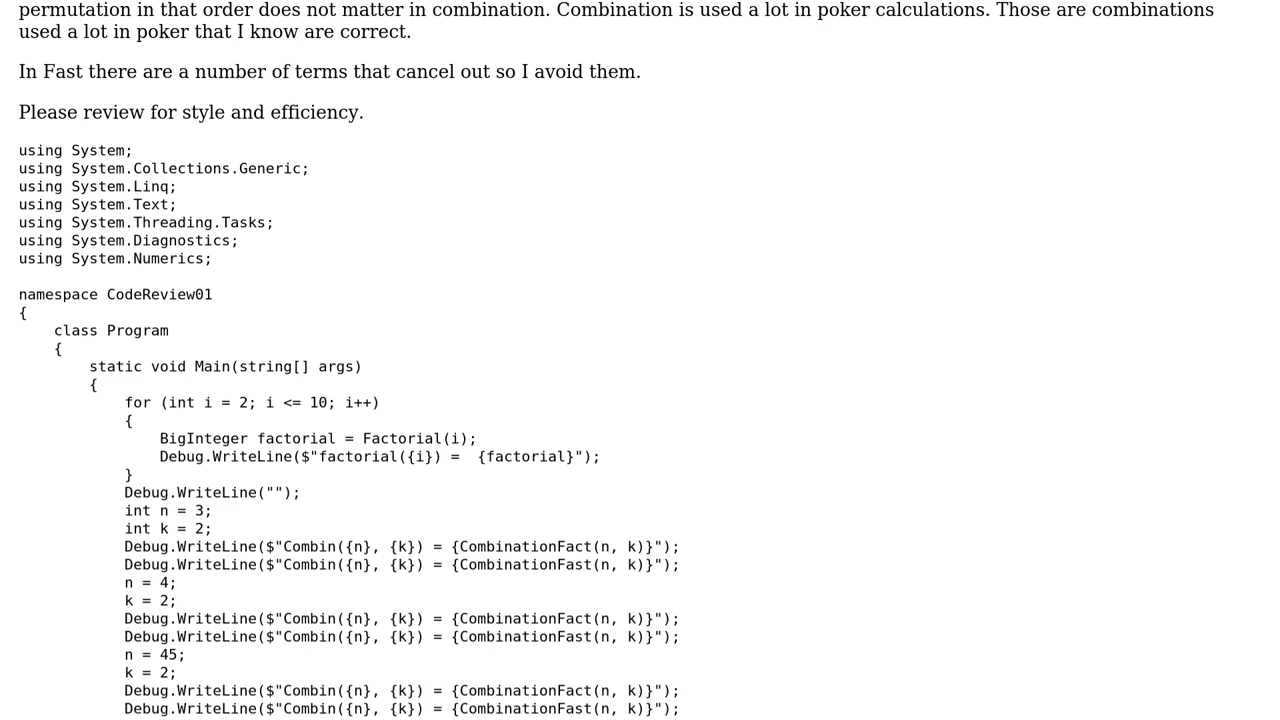 permutation in that order does not matter in combination. Combination is used a lot in poker calculations. Those are combinations
used a lot in poker that I know are correct.
In Fast there are a number of terms that cancel out so I avoid them.
Please review for style and efficiency.
using System;
using System.Collections.Generic;
using System.Linq;
using System.Text;
using System.Threading.Tasks;
using System.Diagnostics;
using System.Numerics;

namespace CodeReview01
{
    class Program
    {
        static void Main(string[] args)
        {
            for (int i = 2; i <= 10; i++)
            {
                BigInteger factorial = Factorial(i);
                Debug.WriteLine($"factorial({i}) =  {factorial}");
            }
            Debug.WriteLine("");
            int n = 3;
            int k = 2;
            Debug.WriteLine($"Combin({n}, {k}) = {CombinationFact(n, k)}");
            Debug.WriteLine($"Combin({n}, {k}) = {CombinationFast(n, k)}");
            n = 4;
            k = 2;
            Debug.WriteLine($"Combin({n}, {k}) = {CombinationFact(n, k)}");
            Debug.WriteLine($"Combin({n}, {k}) = {CombinationFast(n, k)}");
            n = 45;
            k = 2;
            Debug.WriteLine($"Combin({n}, {k}) = {CombinationFact(n, k)}");
            Debug.WriteLine($"Combin({n}, {k}) = {CombinationFast(n, k)}");